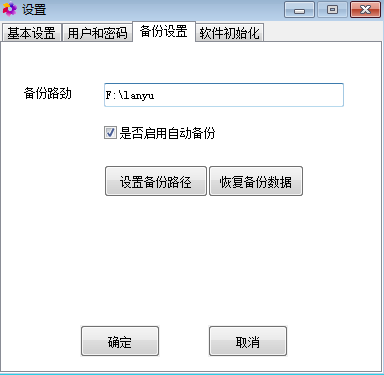 设置
基本设置 用户和密码 备份设置 软件初始化
备份路劲 F:\lanyu
是否启用自动备份
设置备份路径 恢复备份数据
确定 取消